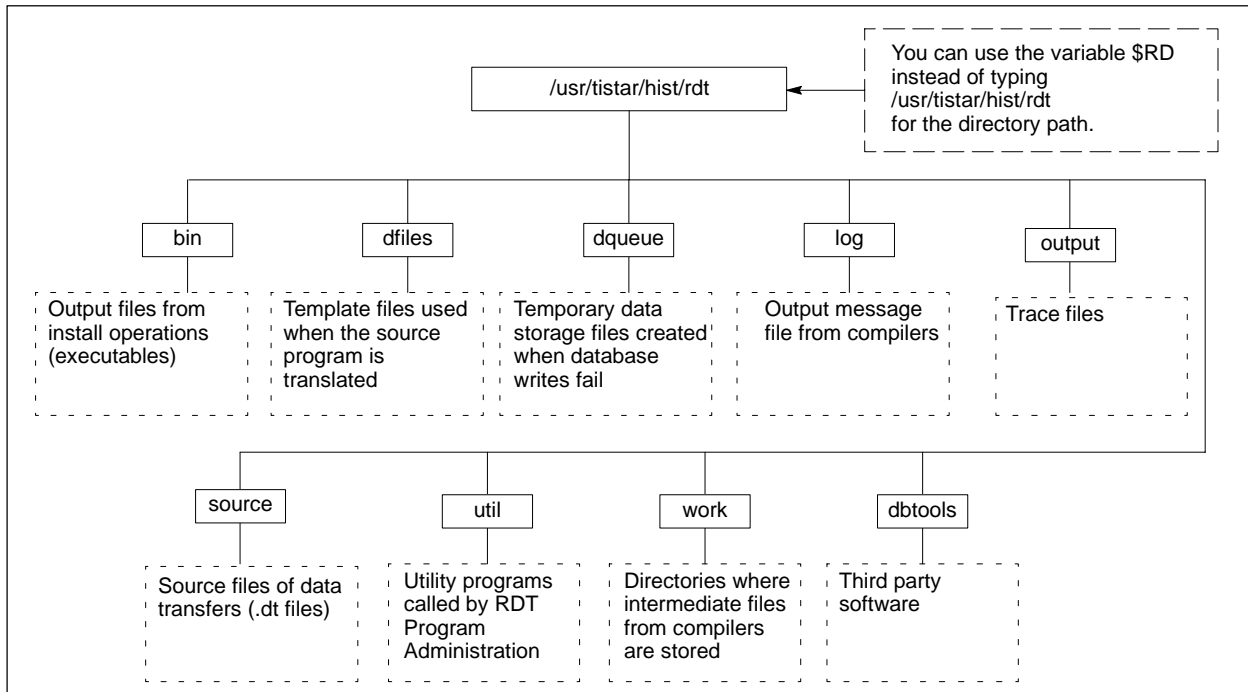 You can use the variable $RD
instead of typing
/usr/tistar/hist/rdt
for the directory path.
/usr/tistar/hist/rdt
bin
dfiles
dqueue
log
output
Output files from
install operations
(executables)
Template files used
when the source
program is
translated
Temporary data
storage files created
when database
writes fail
Output message
file from compilers
Trace files
source
util
work
dbtools
Source files of data
transfers (.dt files)
Utility programs
called by RDT
Program
Administration
Directories where
intermediate files
from compilers
are stored
Third party
software